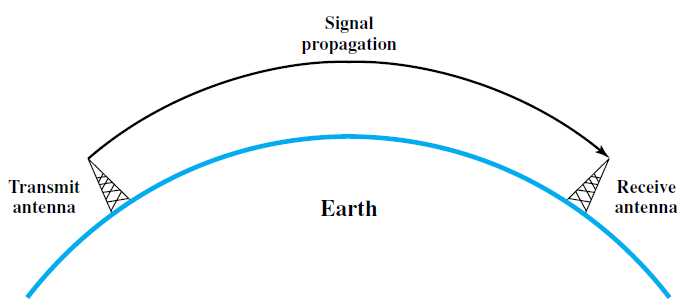 Signal
propagation
Transmit
antenna
Earth
Receive
antenna